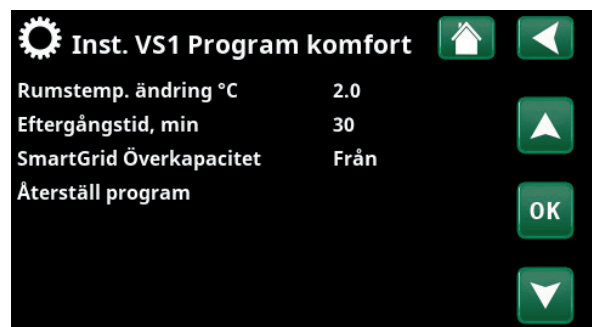 Inst. VS1 Program komfort
Rumstemp. ändring °C 2.0
Eftergångstid, min 30
SmartGrid Överkapacitet Från
Återställ program
OK